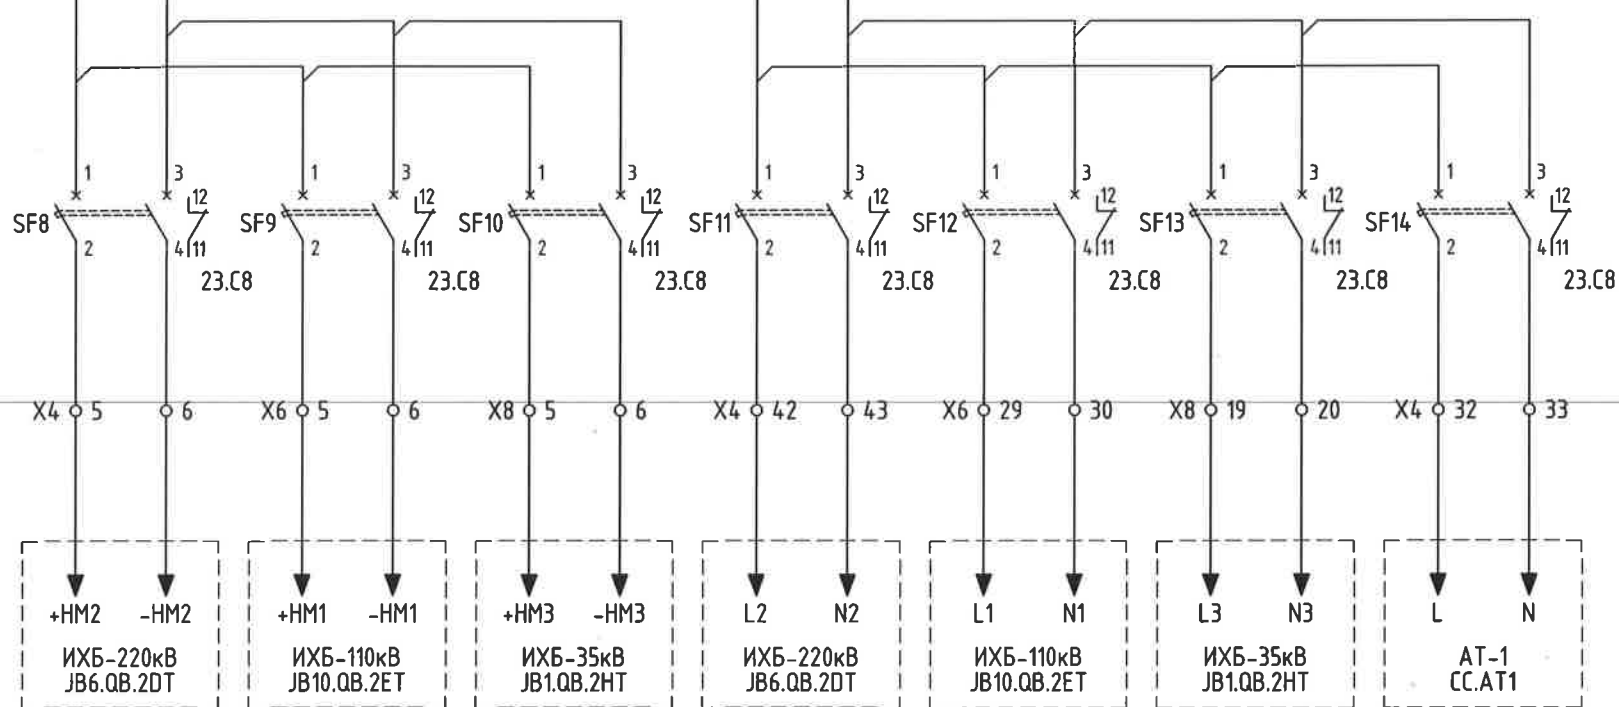 1 3 1 3 1 3 1 3 1 3 1 3 1 3
12 12 12 12 12 12 12
SF8 SF9 SF10 SF11 SF12 SF13 SF14
2 4 11 2 4 11 2 4 11 2 4 11 2 4 11 2 4 11 2 4 11
23.C8 23.C8 23.C8 23.C8 23.C8 23.C8 23.C8
X4 5 6 X6 5 6 X8 5 6 X4 42 43 X6 29 30 X8 19 20 X4 32 33
+HM2 -HM2 +HM1 -HM1 +HM3 -HM3 L2 N2 L1 N1 L3 N3 L N
ИХБ-220кВ ИХБ-110кВ ИХБ-35кВ ИХБ-220кВ ИХБ-110кВ ИХБ-35кВ АТ-1
JB6.QB.2DT JB10.QB.2ET JB1.QB.2HT JB6.QB.2DT JB10.QB.2ET JB1.QB.2HT CC.AT1